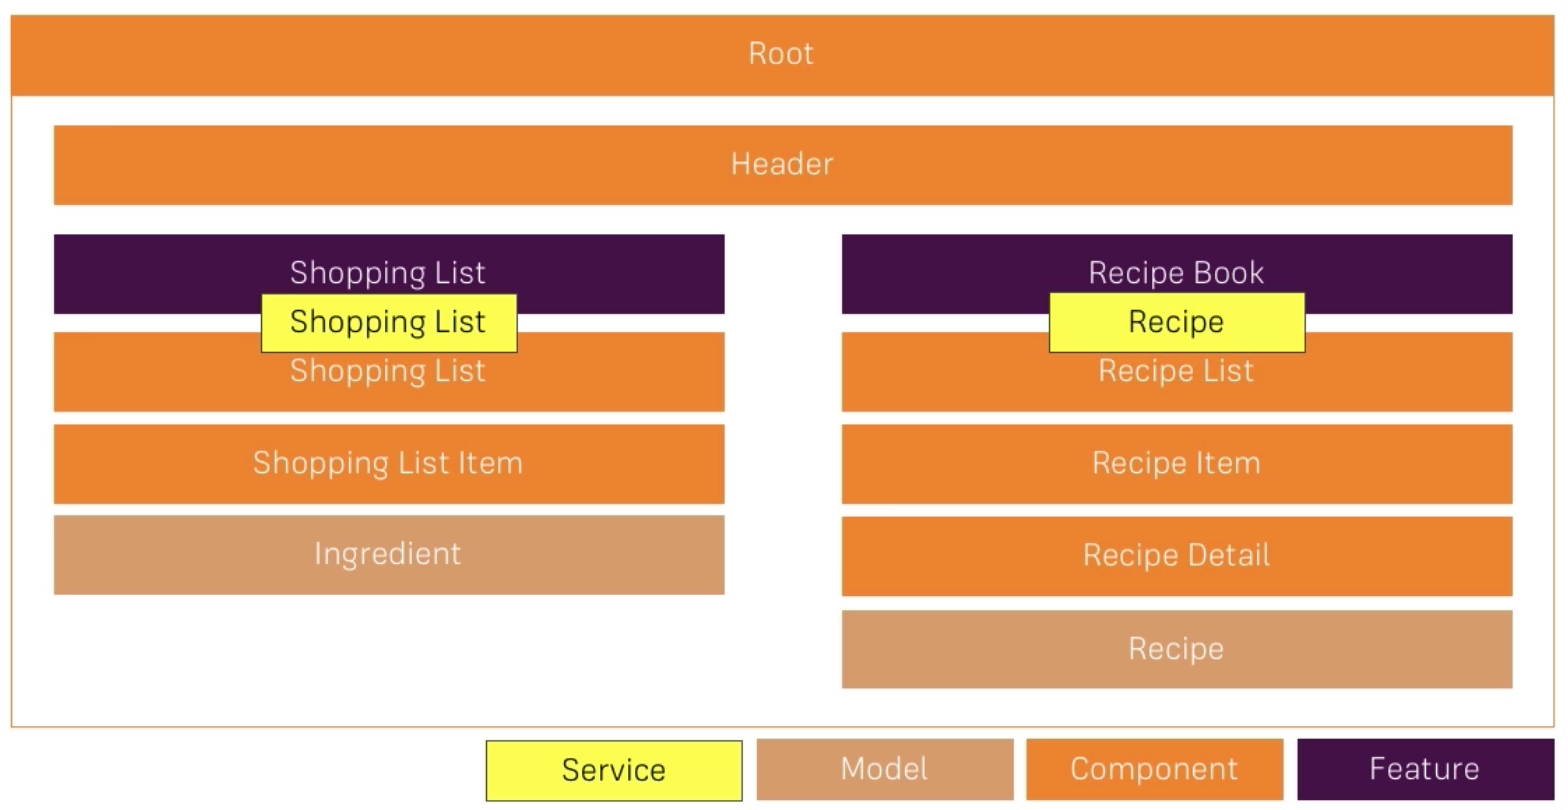 Root
Header
Shopping List
Shopping List
Shopping List
Shopping List Item
Ingredient
Recipe Book
Recipe
Recipe List
Recipe Item
Recipe Detail
Recipe
Service
Model
Component
Feature